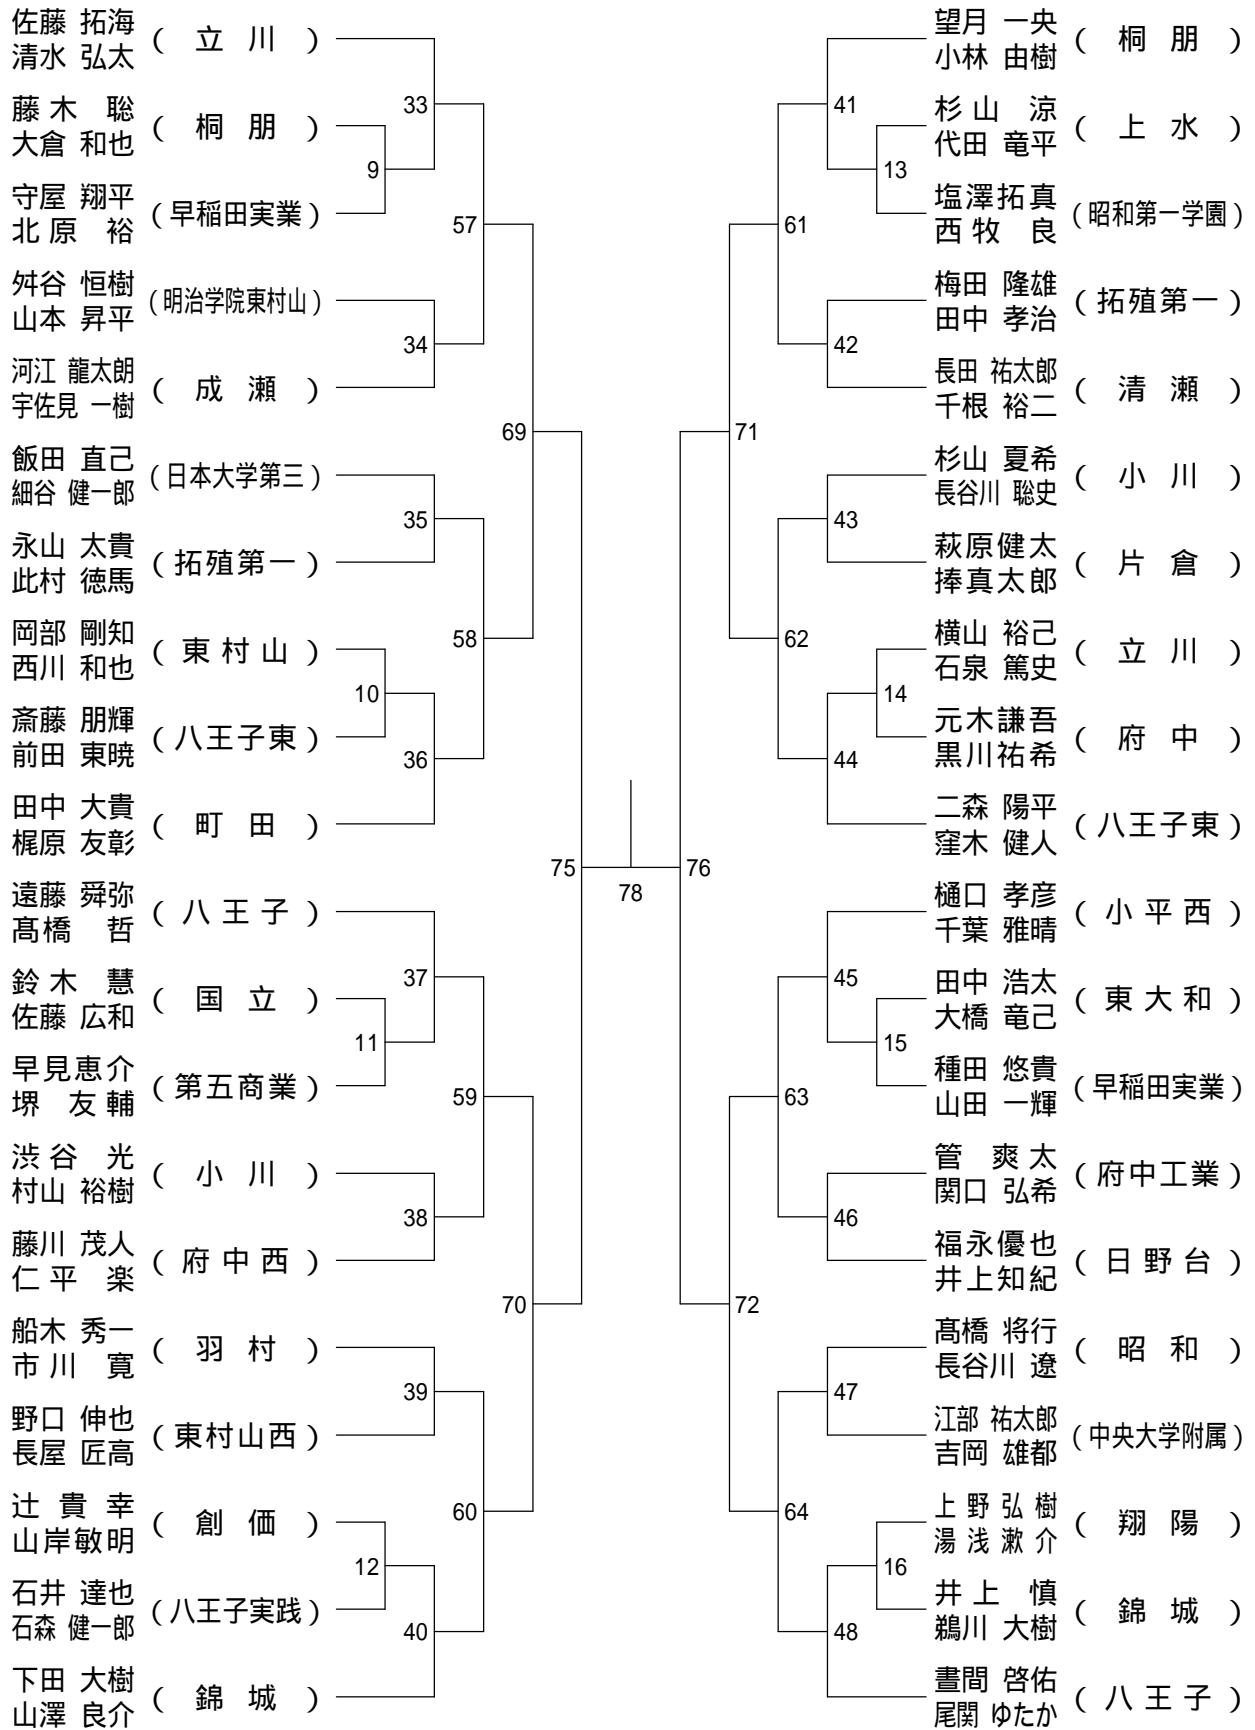 佐藤 拓海
清水 弘太
( 立 川 )
藤 木 聡
大倉 和也
( 桐 朋 )
守屋 翔平
北 原 裕
(早稲田実業)
舛谷 恒樹
山本 昇平
(明治学院東村山)
河江 龍太朗
宇佐見 一樹
( 成 瀬 )
飯田 直己
細谷 健一郎
(日本大学第三)
永山 太貴
此村 徳馬
(拓殖第一)
岡部 剛知
西川 和也
( 東 村 山 )
斎藤 朋輝
前田 東暁
(八王子東)
田中 大貴
梶原 友彰
( 町 田 )
遠藤 舜弥
髙橋 哲
( 八 王 子 )
鈴 木 慧
佐藤 広和
( 国 立 )
早見恵介
堺 友輔
(第五商業)
渋 谷 光
村山 裕樹
( 小 川 )
藤川 茂人
仁 平 楽
( 府 中 西 )
船木 秀一
市 川 寛
( 羽 村 )
野口 伸也
長屋 匠高
(東村山西)
辻 貴 幸
山岸敏明
( 創 価 )
石井 達也
石森 健一郎
(八王子実践)
下田 大樹
山澤 良介
( 錦 城 )
33
9
57
34
69
35
58
10
36
75
37
11
59
38
70
39
60
12
40
78
76
41
13
61
42
71
43
62
14
44
45
15
63
46
72
47
64
16
48
望月 一央
小林 由樹
( 桐 朋 )
杉 山 涼
代田 竜平
( 上 水 )
塩澤拓真
西 牧 良
(昭和第一学園)
梅田 隆雄
田中 孝治
(拓殖第一)
長田 祐太郎
千根 裕二
( 清 瀬 )
杉山 夏希
長谷川 聡史
( 小 川 )
萩原健太
捧真太郎
( 片 倉 )
横山 裕己
石泉 篤史
( 立 川 )
元木謙吾
黒川祐希
( 府 中 )
二森 陽平
窪木 健人
(八王子東)
樋口 孝彦
千葉 雅晴
( 小 平 西 )
田中 浩太
大橋 竜己
( 東 大 和 )
種田 悠貴
山田 一輝
(早稲田実業)
管 爽 太
関口 弘希
(府中工業)
福永優也
井上知紀
( 日 野 台 )
髙橋 将行
長谷川 遼
( 昭 和 )
江部 祐太郎
吉岡 雄都
(中央大学附属)
上 野 弘 樹
湯 浅 漱 介
( 翔 陽 )
井 上 慎
鵜川 大樹
( 錦 城 )
晝間 啓佑
尾関 ゆたか
( 八 王 子 )